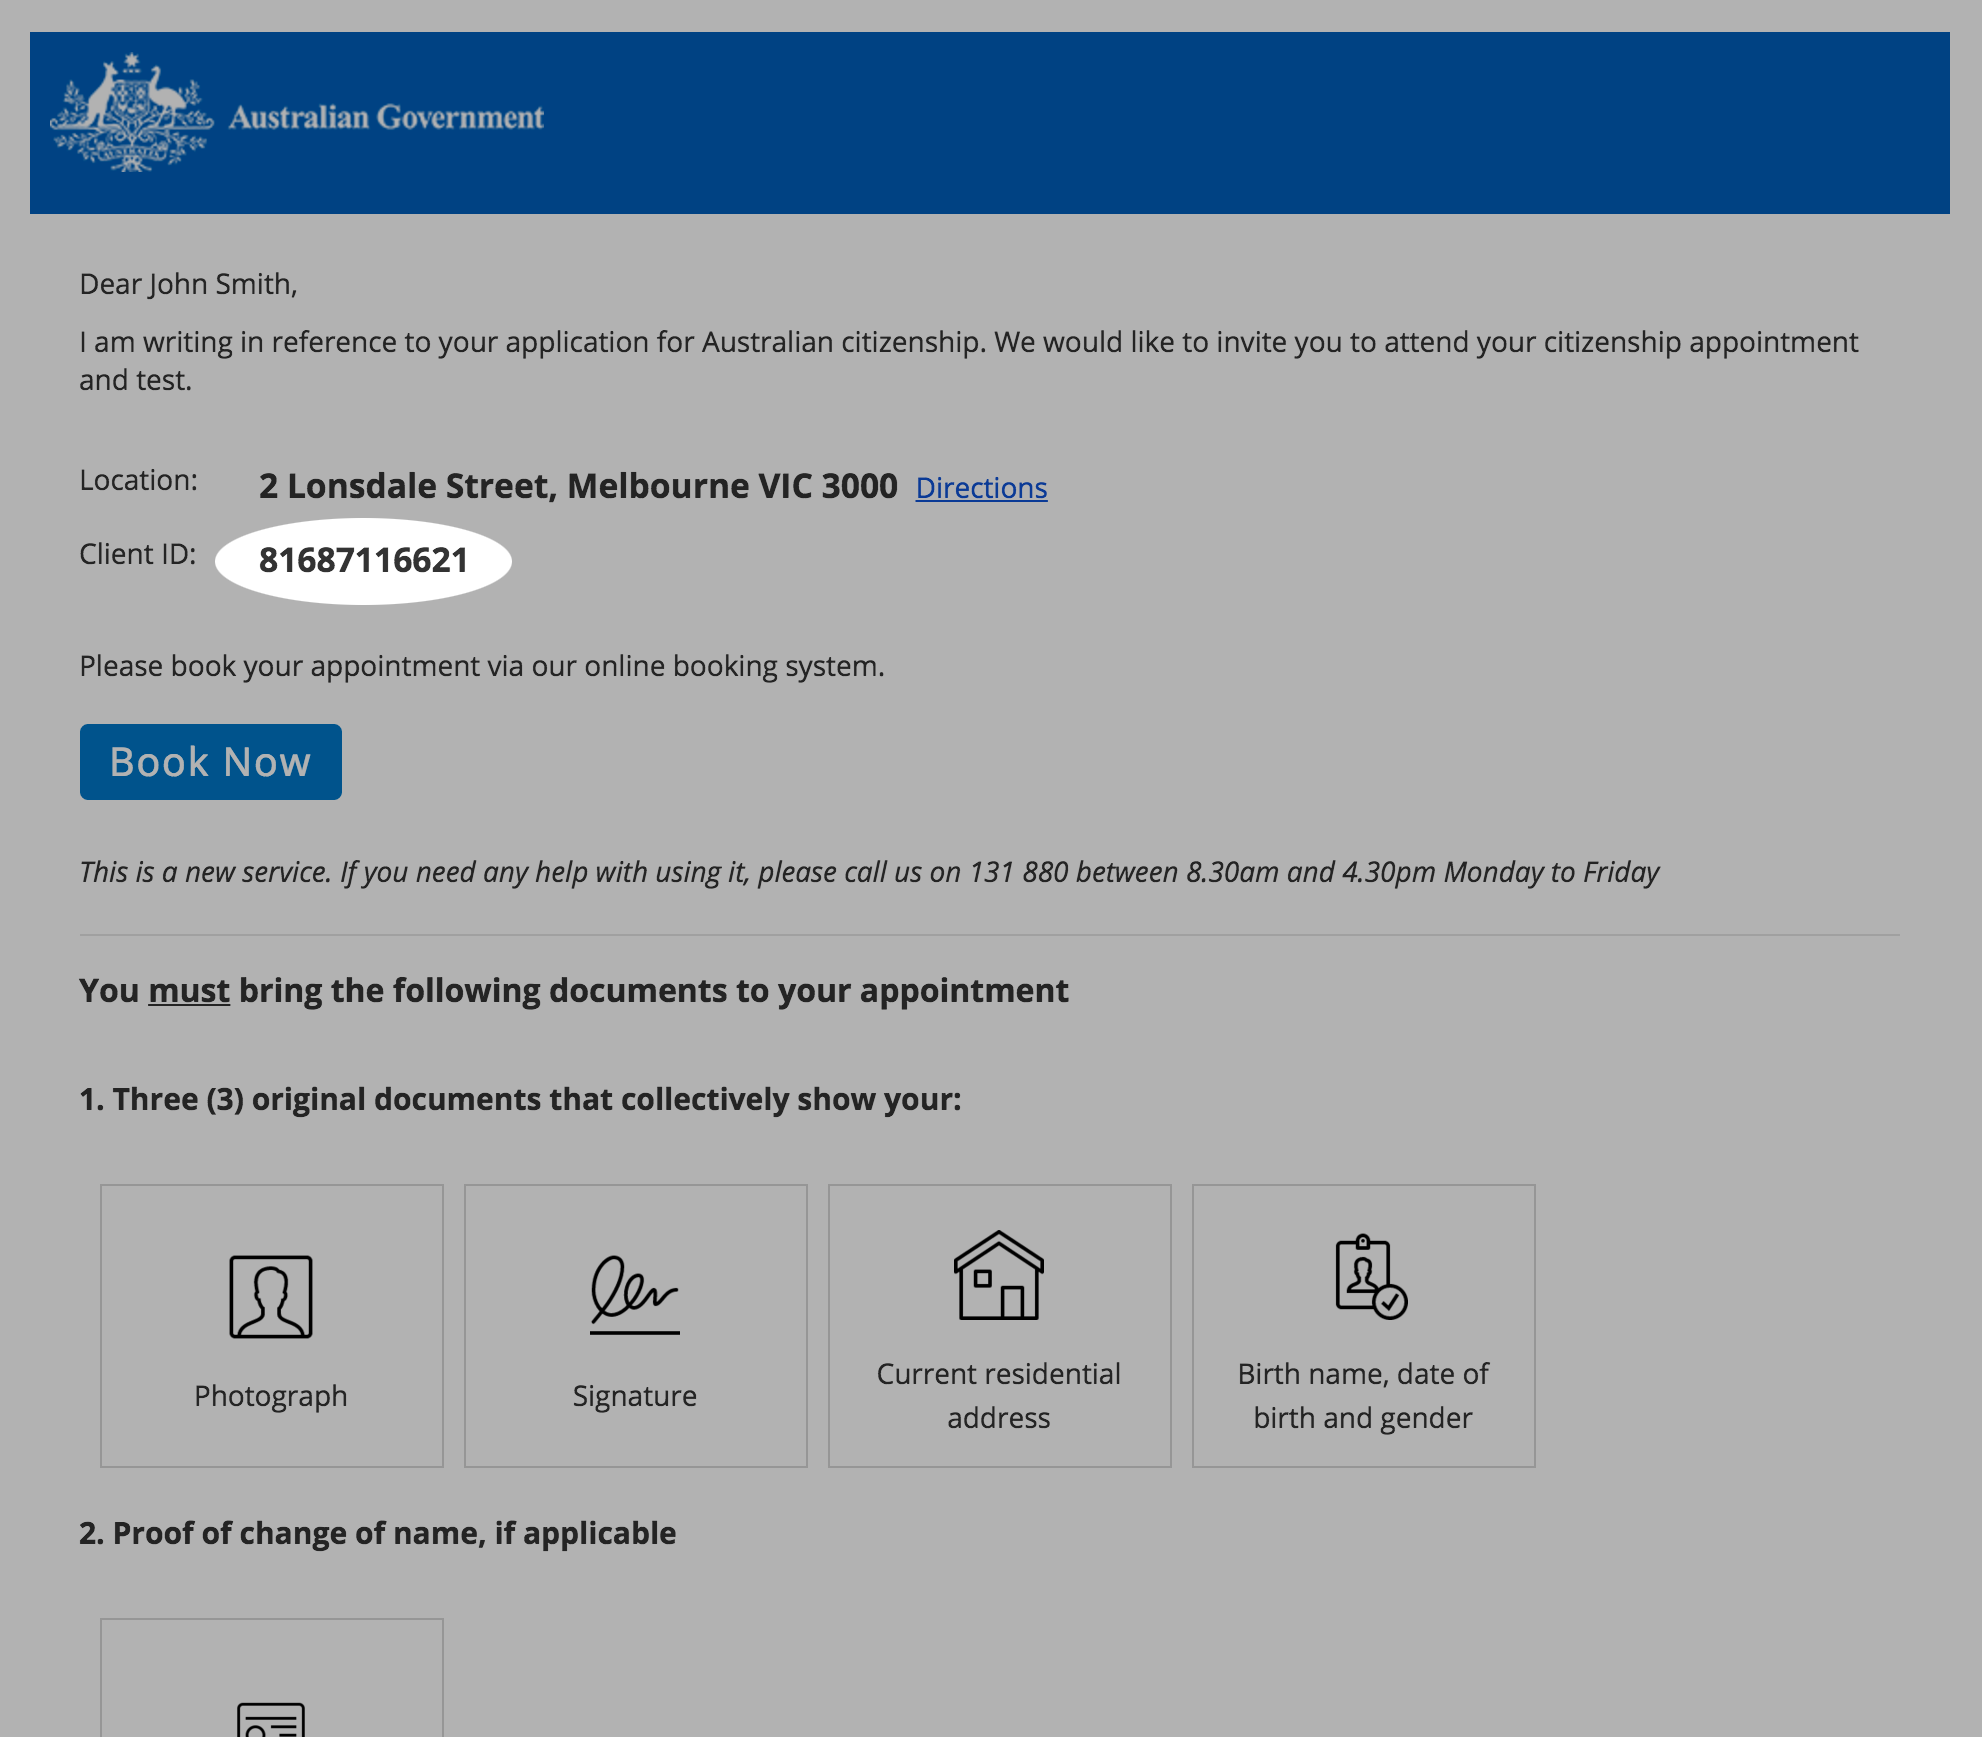 Australian Government
Dear John Smith,
I am writing in reference to your application for Australian citizenship. We would like to invite you to attend your citizenship appointment
and test.
Location: 2 Lonsdale Street, Melbourne VIC 3000 Directions
Client ID: 81687116621
Please book your appointment via our online booking system.
Book Now
This is a new service. If you need any help with using it, please call us on 131 880 between 8.30am and 4.30pm Monday to Friday
You must bring the following documents to your appointment
1. Three (3) original documents that collectively show your:
Photograph
Signature
Current residential
address
Birth name, date of
birth and gender
2. Proof of change of name, if applicable